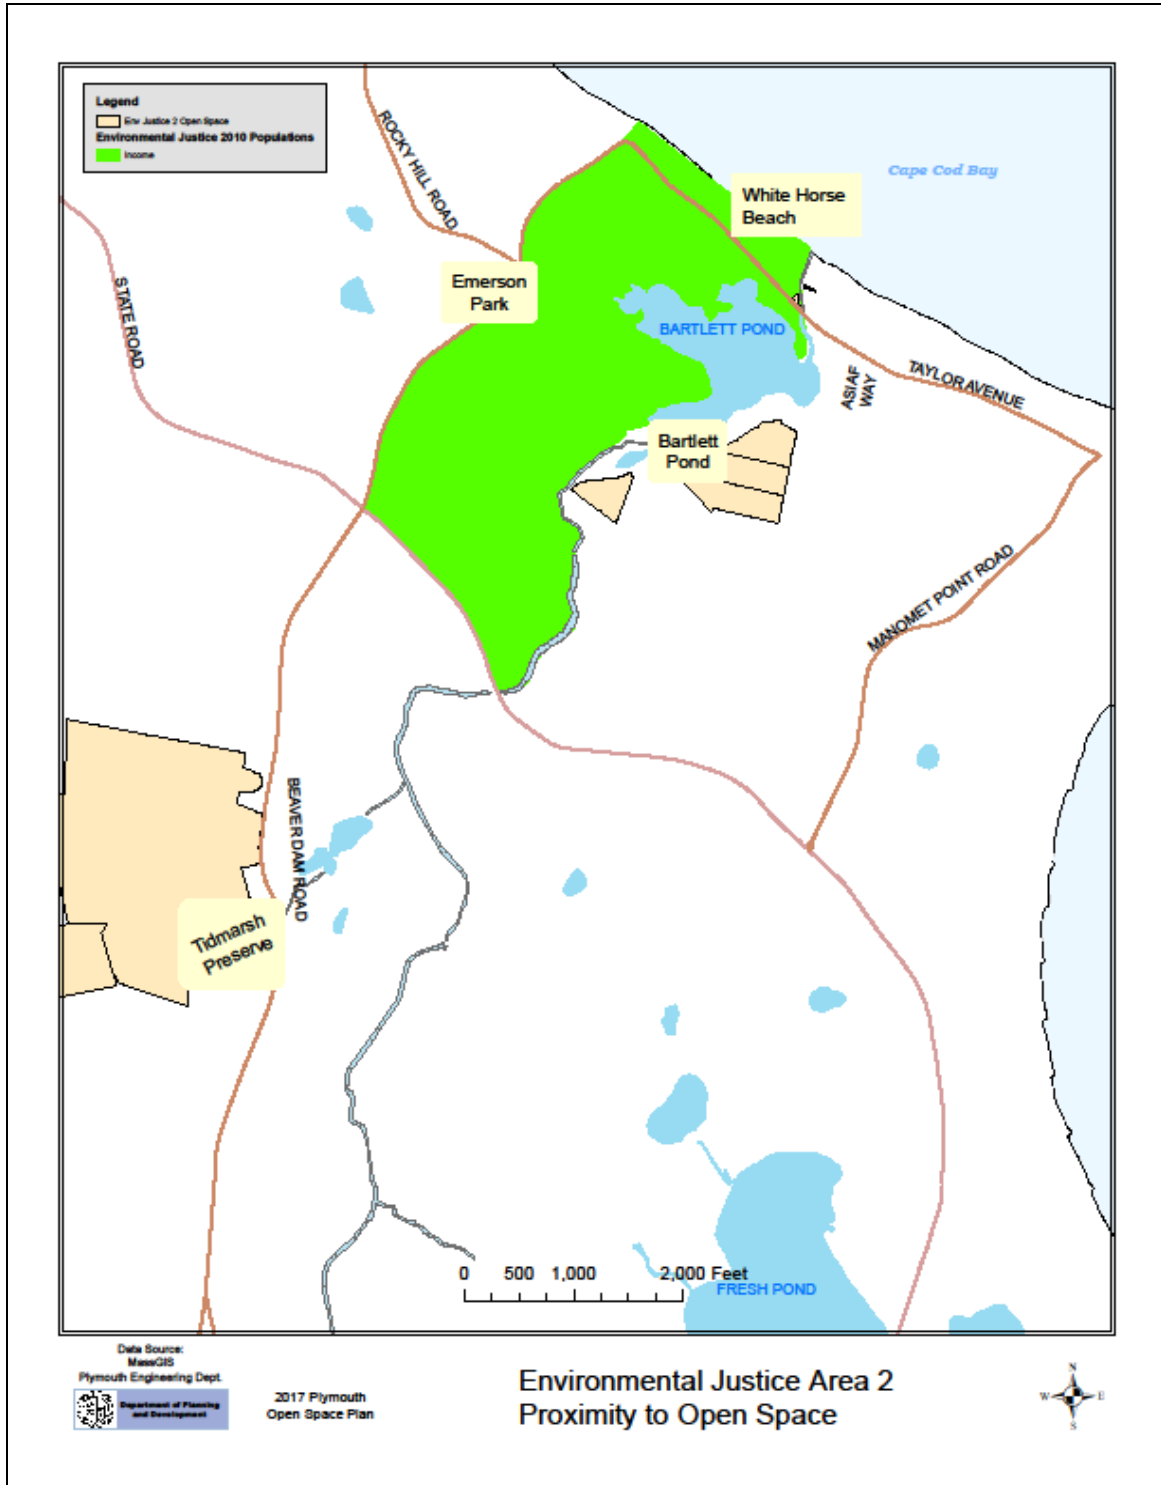 Legend
Env Justice 2 Open Space
Environmental Justice 2010 Populations
Income
ROCKY HILL ROAD
Cape Cod Bay
White Horse
Beach
STATE ROAD
Emerson
Park
BARTLETT POND
ASIAF
WAY
TAYLOR AVENUE
Bartlett
Pond
MANOMET POINT ROAD
BEAVER DAM ROAD
Tidmarsh
Preserve
0 500 1,000 2,000 Feet
FRESH POND
Data Source:
MassGIS
Plymouth Engineering Dept.
Department of Planning
and Development
2017 Plymouth
Open Space Plan
Environmental Justice Area 2
Proximity to Open Space
N
W E
S